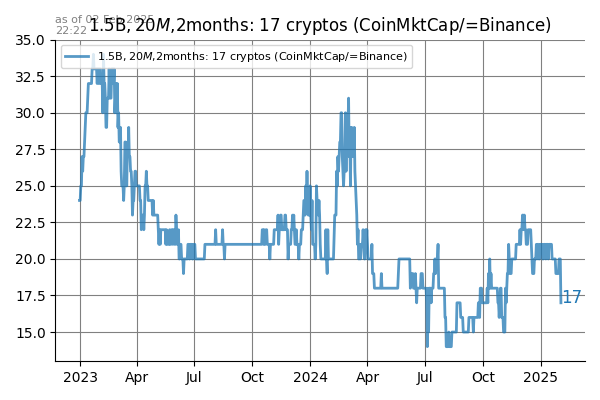 as of 02 Feb 2025
22:22
1.5B, 20M, 2months: 17 cryptos (CoinMktCap/=Binance)
1.5B, 20M, 2months: 17 cryptos (CoinMktCap/=Binance)
35.0
32.5
30.0
27.5
25.0
22.5
20.0
17.5
15.0
17
2023 Apr Jul Oct 2024 Apr Jul Oct 2025